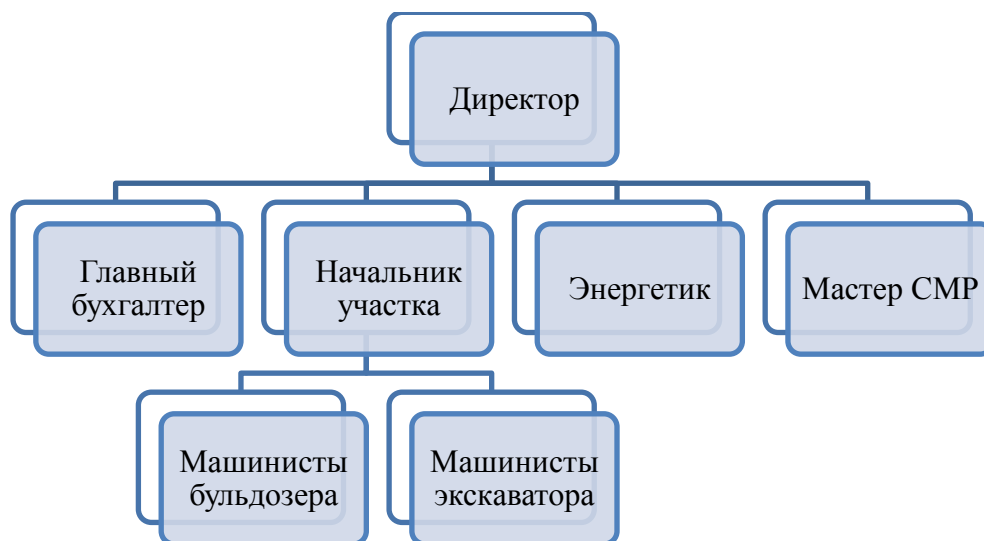 Директор
Главный
бухгалтер
Начальник
участка
Энергетик
Мастер СМР
Машинисты
бульдозера
Машинисты
экскаватора